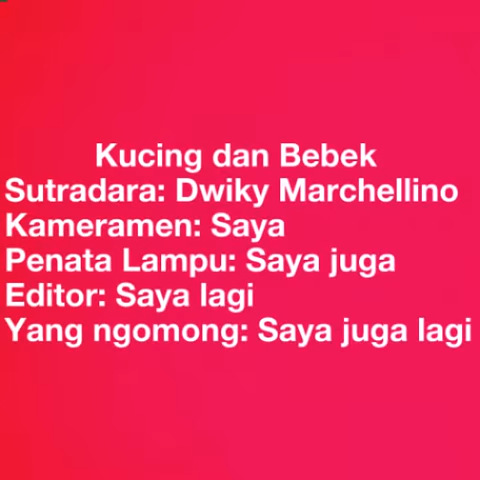 Kucing dan Bebek
Sutradara: Dwiky Marchellino
Kameramen: Saya
Penata Lampu: Saya juga
Editor: Saya lagi
Yang ngomong: Saya juga lagi